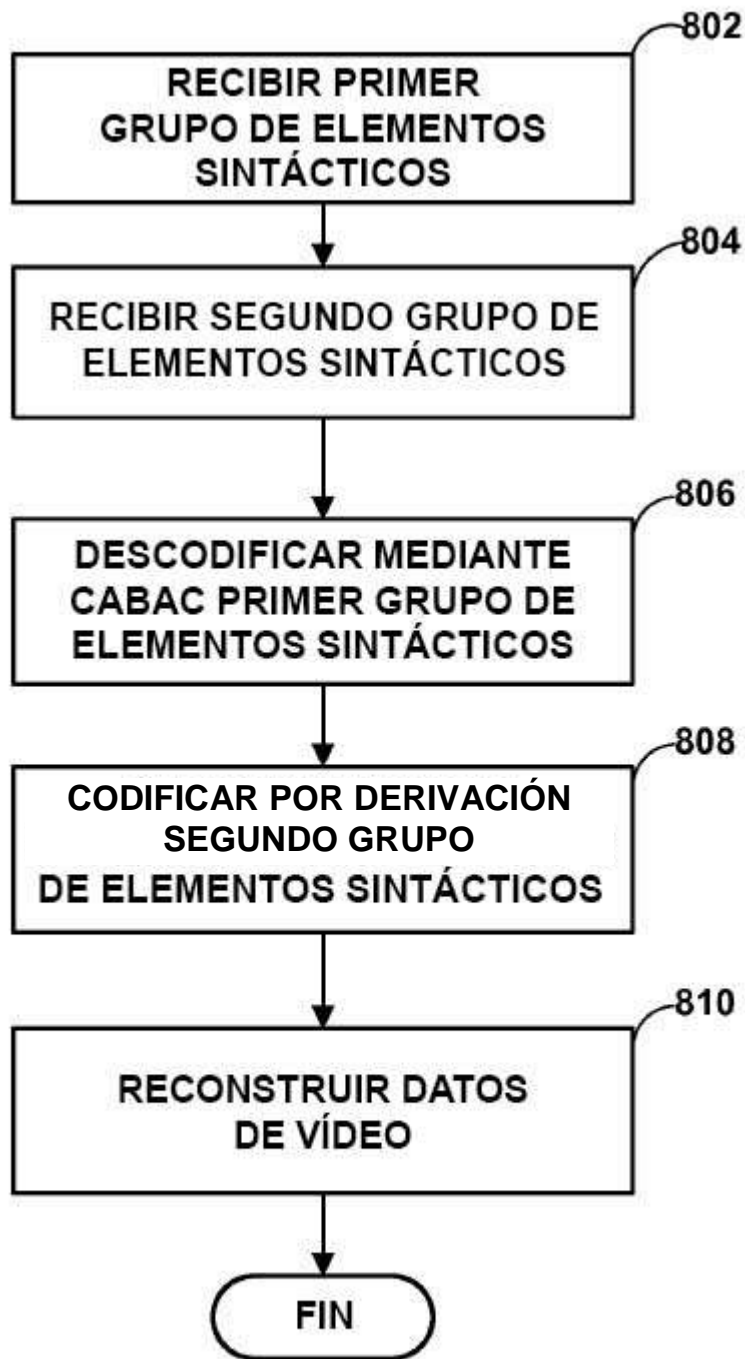 802
RECIBIR PRIMER
GRUPO DE ELEMENTOS
SINTÁCTICOS
804
RECIBIR SEGUNDO GRUPO DE
ELEMENTOS SINTÁCTICOS
806
DESCODIFICAR MEDIANTE
CABAC PRIMER GRUPO DE
ELEMENTOS SINTÁCTICOS
808
CODIFICAR POR DERIVACIÓN
SEGUNDO GRUPO
DE ELEMENTOS SINTÁCTICOS
810
RECONSTRUIR DATOS
DE VÍDEO
FIN